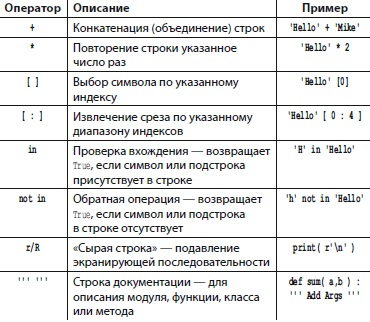 Оператор Описание Пример
+ Конкатенация (объединение) строк 'Hello' + 'Mike'
* Повторение строки указанное 'Hello' * 2
число раз
[ ] Выбор символа по указанному 'Hello' [0]
индексу
[ : ] Извлечение среза по указанному 'Hello' [ 0 : 4 ]
диапазону индексов
in Проверка вхождения — возвращает 'H' in 'Hello'
True, если символ или подстрока
присутствует в строке
not in Обратная операция — возвращает 'h' not in 'Hello'
True, если символ или подстрока
в строке отсутствует
r/R «Сырая строка» — подавление print( r'\n' )
экранирующей последовательности
''' ''' Строка документации — для def sum( a,b ) :
описания модуля, функции, класса ''' Add Args '''
или метода